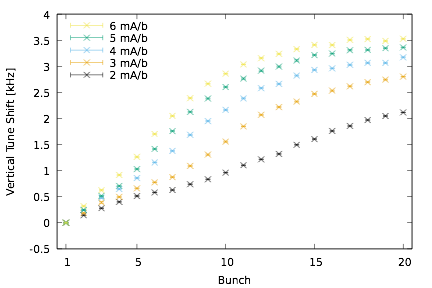 4
3.5
3
2.5
2
1.5
1
0.5
0
-0.5
Vertical Tune Shift [kHz]
6 mA/b
5 mA/b
4 mA/b
3 mA/b
2 mA/b
1 5 10 15 20
Bunch